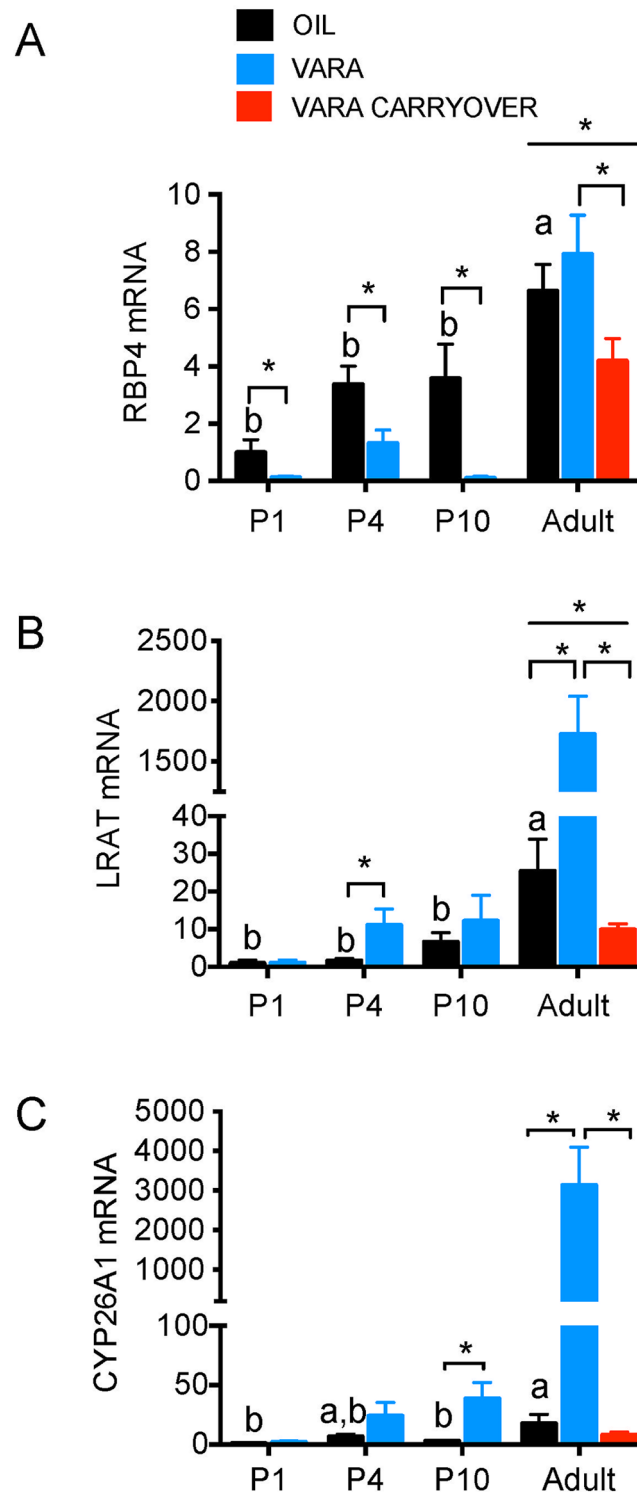 A
OIL
VARA
VARA CARRYOVER
*
*
*
*
*
10
8
6
4
2
0
RBP4 mRNA
b
b
b
a
P1
P4
P10
Adult
B
*
*
*
*
2500
2000
1500
40
30
20
10
0
LRAT mRNA
b
b
b
a
P1
P4
P10
Adult
C
*
*
*
5000
4000
3000
2000
1000
100
50
0
CYP26A1 mRNA
b
a,b
b
a
P1
P4
P10
Adult